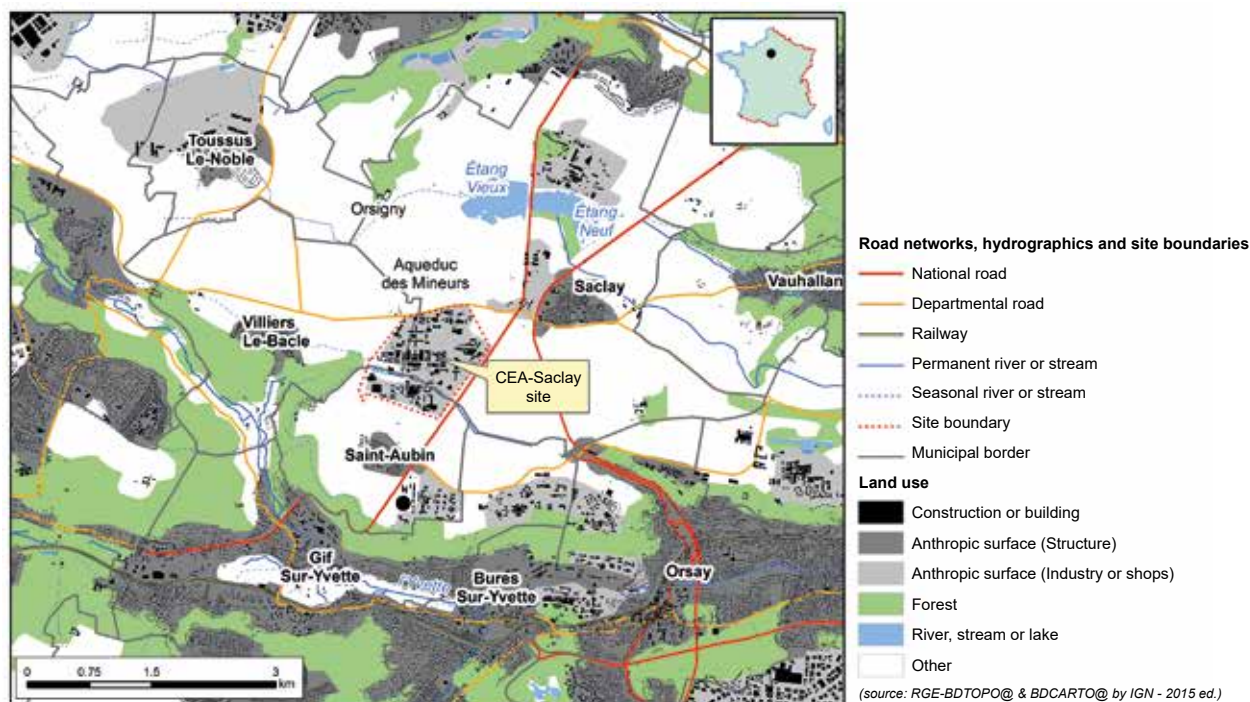 Toussus
Le-Noble
Orsigny
Étang
Vieux
Étang
Neuf
Aqueduc
des Mineurs
Saclay
Vauhallan
Villiers
Le-Bacle
CEA-Saclay
site
Saint-Aubin
Gif
Sur-Yvette
Bures
Sur-Yvette
Orsay
0 0.75 1.5 3
km
Road networks, hydrographics and site boundaries
National road
Departmental road
Railway
Permanent river or stream
Seasonal river or stream
Site boundary
Municipal border
Land use
Construction or building
Anthropic surface (Structure)
Anthropic surface (Industry or shops)
Forest
River, stream or lake
Other
(source: RGE-BDTOPO@ & BDCARTO@ by IGN - 2015 ed.)